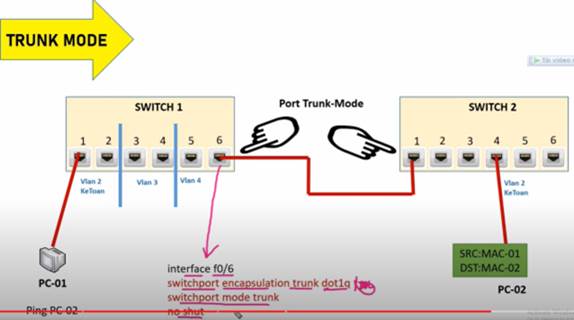 TRUNK MODE
SWITCH 1
Port Trunk-Mode
SWITCH 2
1 2 3 4 5 6
1 2 3 4 5 6
Vlan 2
KeToan
Vlan 3
Vlan 4
Vlan 2
KeToan
PC-01
SRC:MAC-01
DST:MAC-02
PC-02
interface f0/6
switchport encapsulation trunk dot1q
switchport mode trunk
no shut
Ping PC-02